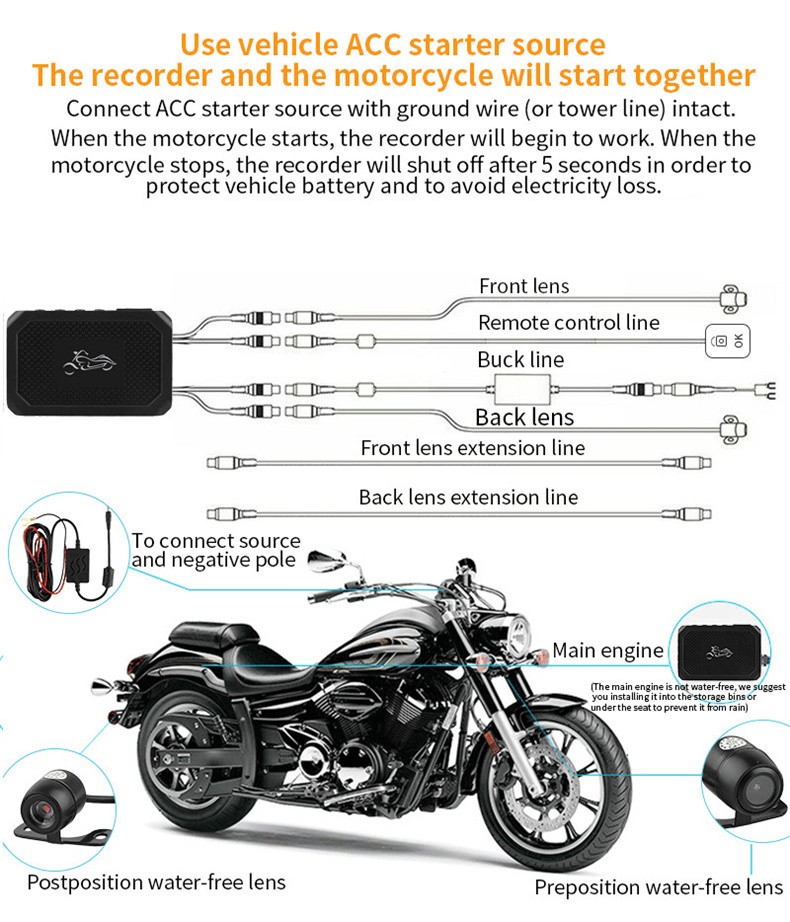 Use vehicle ACC starter source
The recorder and the motorcycle will start together
Connect ACC starter source with ground wire (or tower line) intact.
When the motorcycle starts, the recorder will begin to work. When the
motorcycle stops, the recorder will shut off after 5 seconds in order to
protect vehicle battery and to avoid electricity loss.
Front lens
Remote control line
OK
Buck line
Back lens
Front lens extension line
Back lens extension line
To connect source
and negative pole
Main engine
(The main engine is not water-free, we suggest
you installing it into the storage bins or
under the seat to prevent it from rain)
Postposition water-free lens
Preposition water-free lens